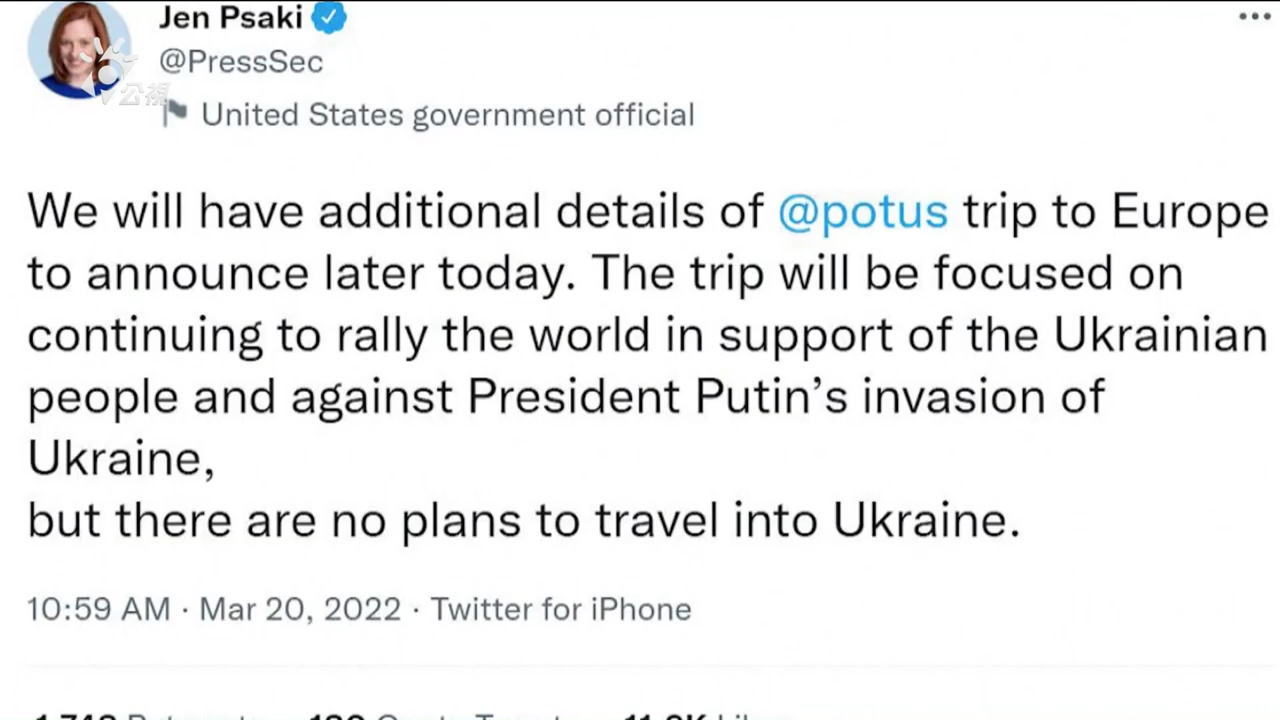 Jen Psaki
@PressSec
公視
United States government official
We will have additional details of @potus trip to Europe
to announce later today. The trip will be focused on
continuing to rally the world in support of the Ukrainian
people and against President Putin’s invasion of
Ukraine,
but there are no plans to travel into Ukraine.
10:59 AM · Mar 20, 2022 · Twitter for iPhone